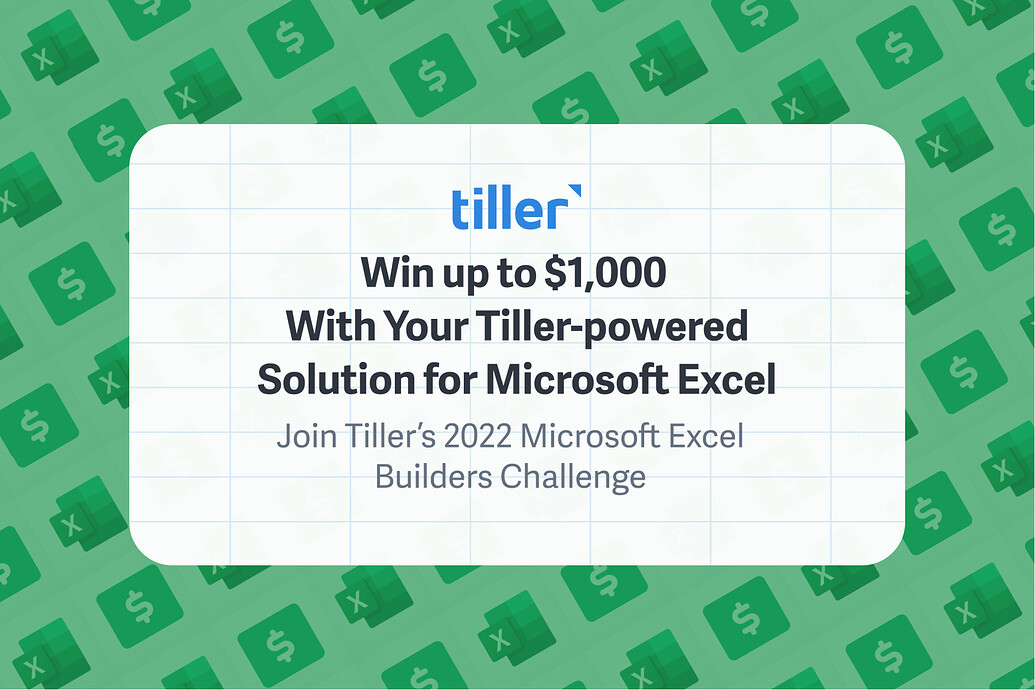 tiller
Win up to $1,000
With Your Tiller-powered
Solution for Microsoft Excel
Join Tiller’s 2022 Microsoft Excel
Builders Challenge